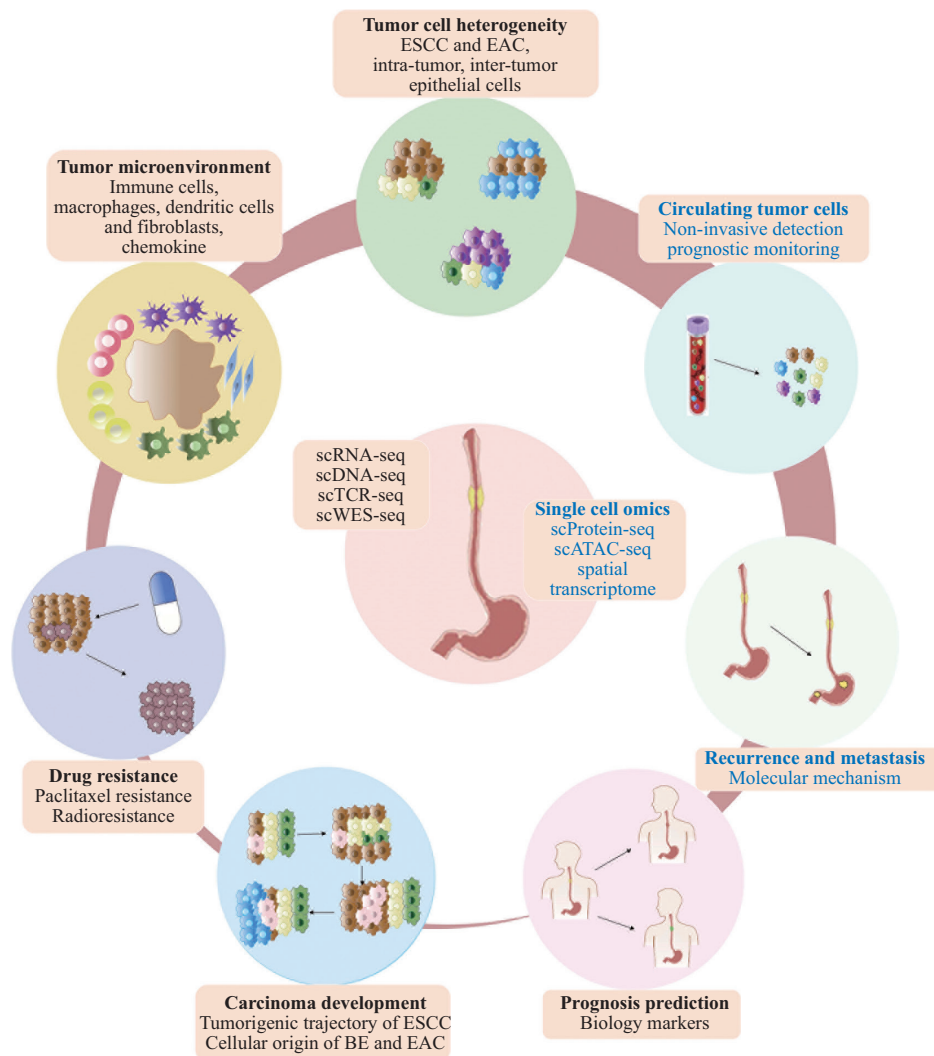 Tumor cell heterogeneity
ESCC and EAC,
intra-tumor, inter-tumor
epithelial cells
Tumor microenvironment
Immune cells,
macrophages, dendritic cells
and fibroblasts,
chemokine
Circulating tumor cells
Non-invasive detection
prognostic monitoring
scRNA-seq
scDNA-seq
scTCR-seq
scWES-seq
Single cell omics
scProtein-seq
scATAC-seq
spatial
transcriptome
Drug resistance
Paclitaxel resistance
Radioresistance
Recurrence and metastasis
Molecular mechanism
Carcinoma development
Tumorigenic trajectory of ESCC
Cellular origin of BE and EAC
Prognosis prediction
Biology markers